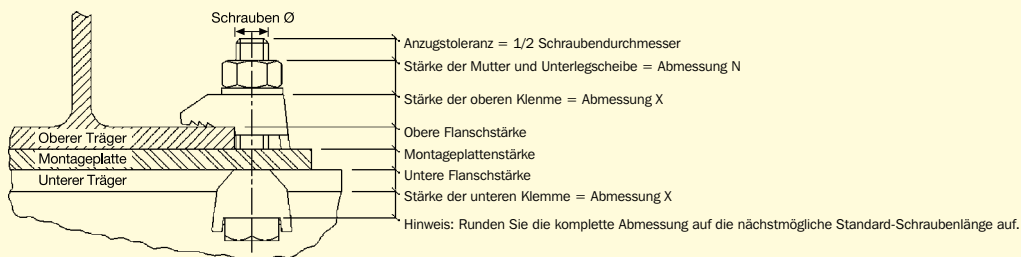 Schrauben Ø
Anzugstoleranz = 1/2 Schraubendurchmesser
Stärke der Mutter und Unterlegscheibe = Abmessung N
Stärke der oberen Klenme = Abmessung X
Obere Flanschstärke
Oberer Träger
Montageplatte
Montageplattenstärke
Untere Flanschstärke
Unterer Träger
Stärke der unteren Klemme = Abmessung X
Hinweis: Runden Sie die komplette Abmessung auf die nächstmögliche Standard-Schraubenlänge auf.